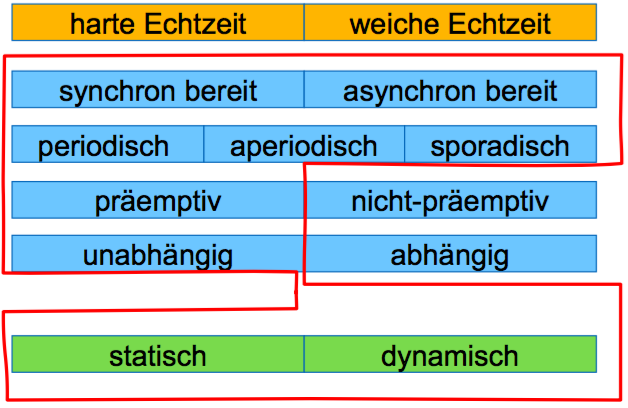 harte Echtzeit weiche Echtzeit
synchron bereit asynchron bereit
periodisch aperiodisch sporadisch
präemptiv nicht-präemptiv
unabhängig abhängig
statisch dynamisch